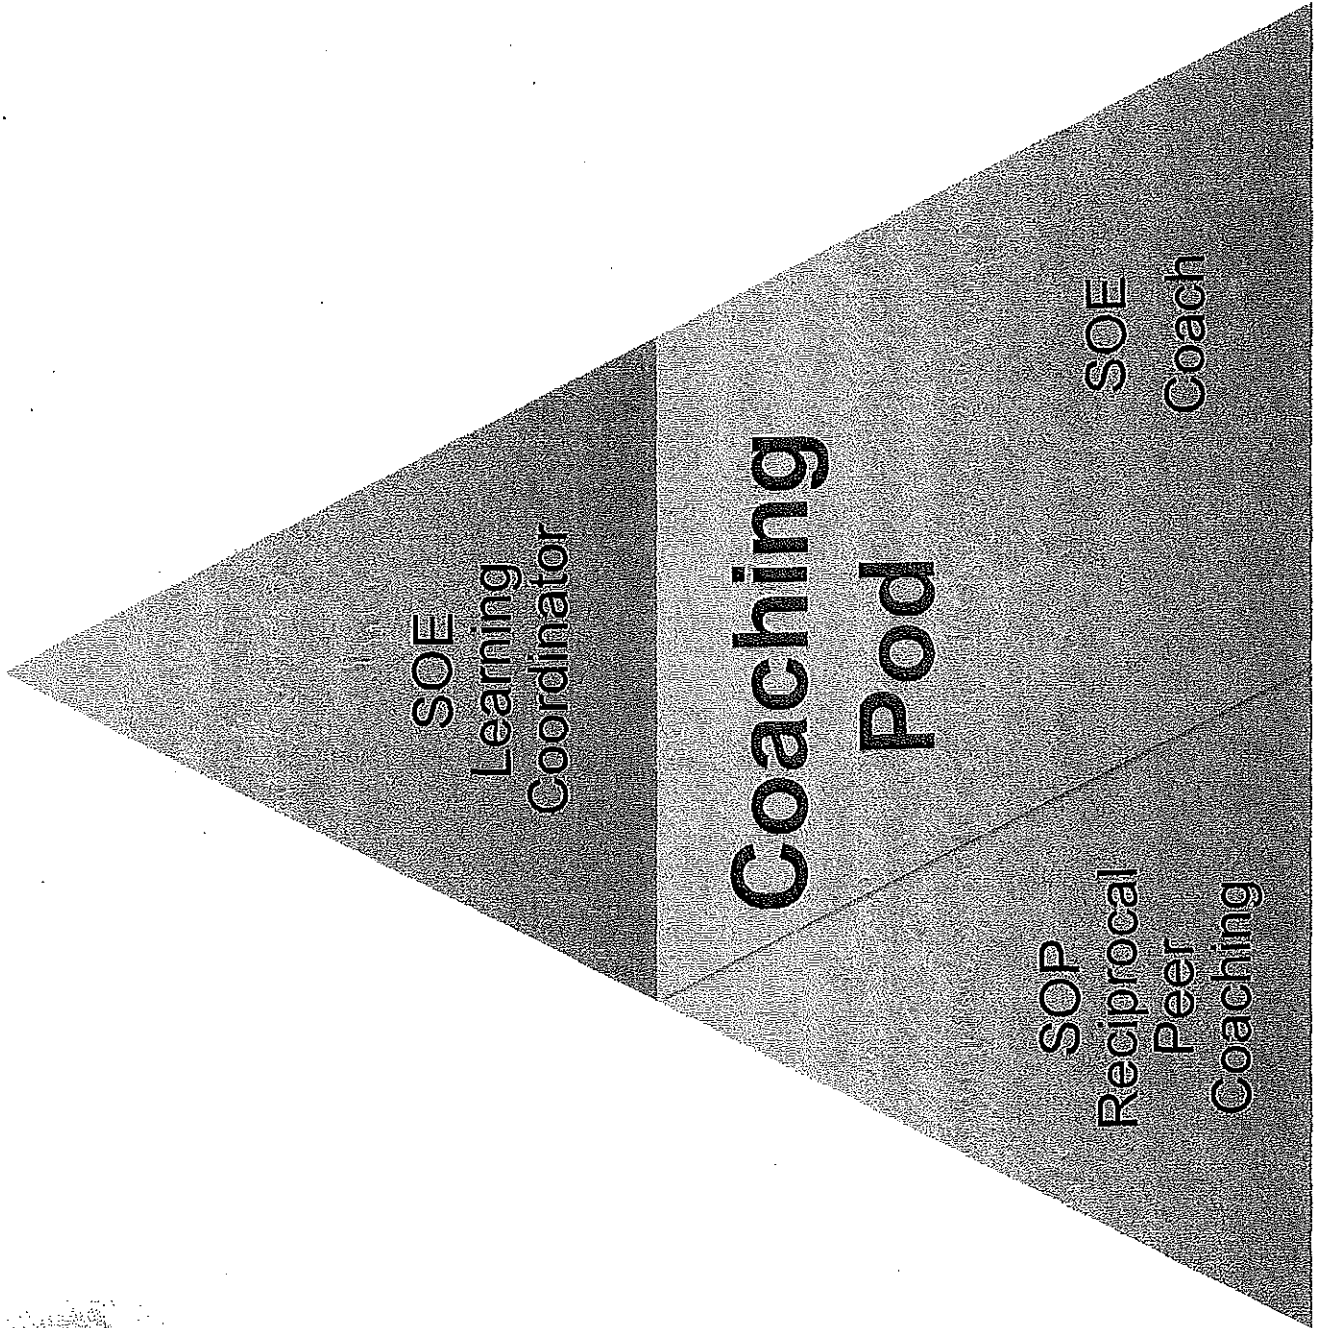 SOE
Learning
Coordinator
Coaching
Pod
SOP
Reciprocal
Peer
Coaching
SOE
Coach